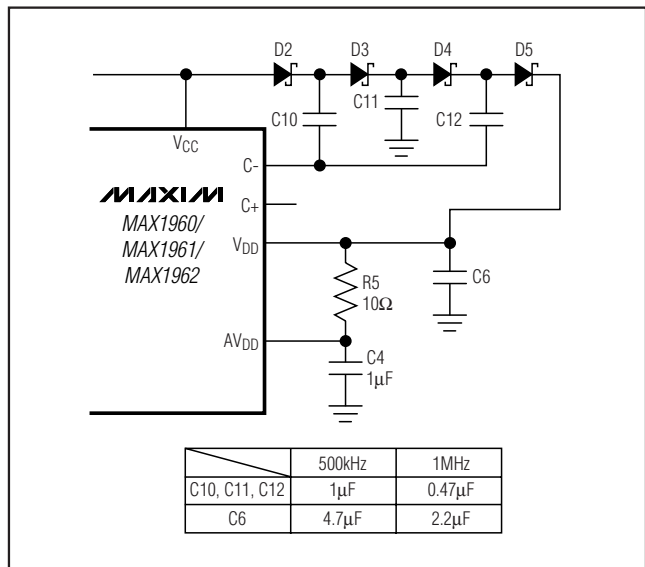 D2 D3 D4 D5
C10 C11 C12
VCC
C-
MAXIM
C+
MAX1960/
MAX1961/
MAX1962
VDD
R5
10Ω
C6
AVDD
C4
1µF
500kHz 1MHz
C10, C11, C12 1µF 0.47µF
C6 4.7µF 2.2µF